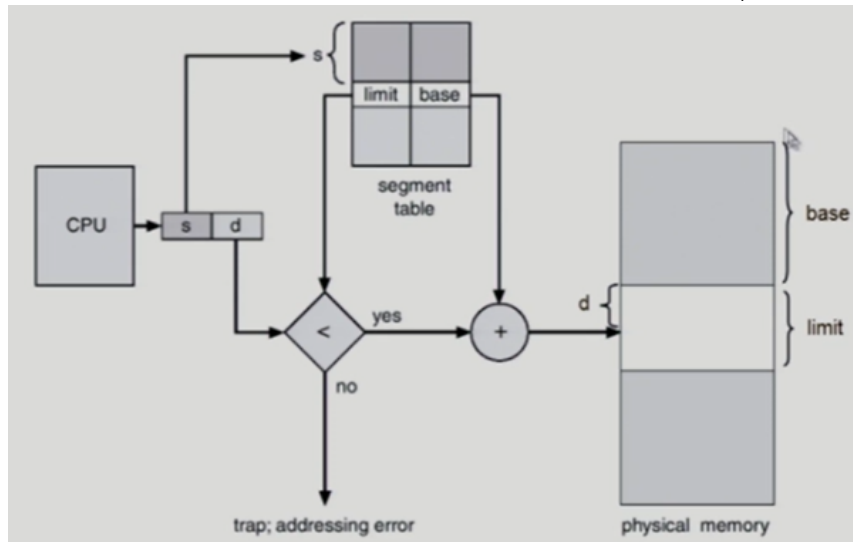 s
limit base
segment
table
CPU
s d
base
d
limit
< yes +
no
trap; addressing error
physical memory